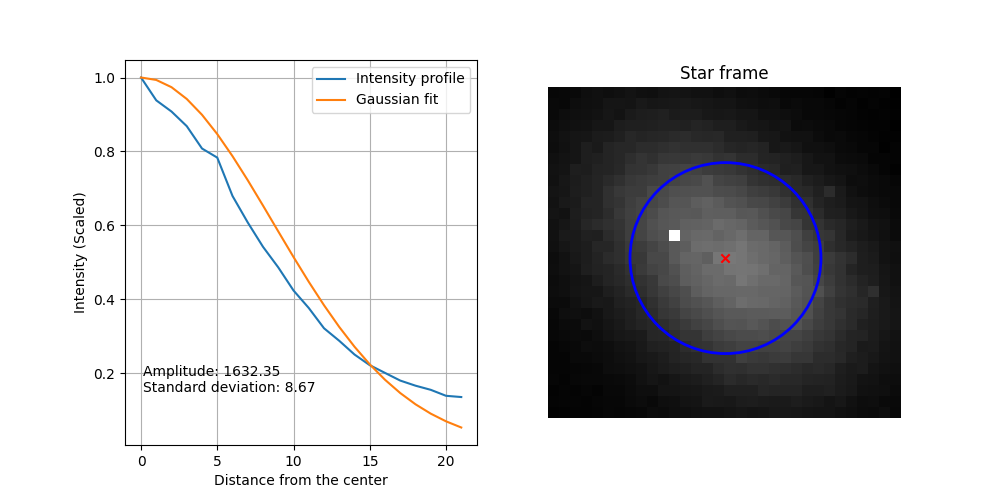 Intensity (Scaled)
1.0
0.8
0.6
0.4
0.2
Intensity profile
Gaussian fit
Amplitude: 1632.35
Standard deviation: 8.67
0 5 10 15 20
Distance from the center
Star frame